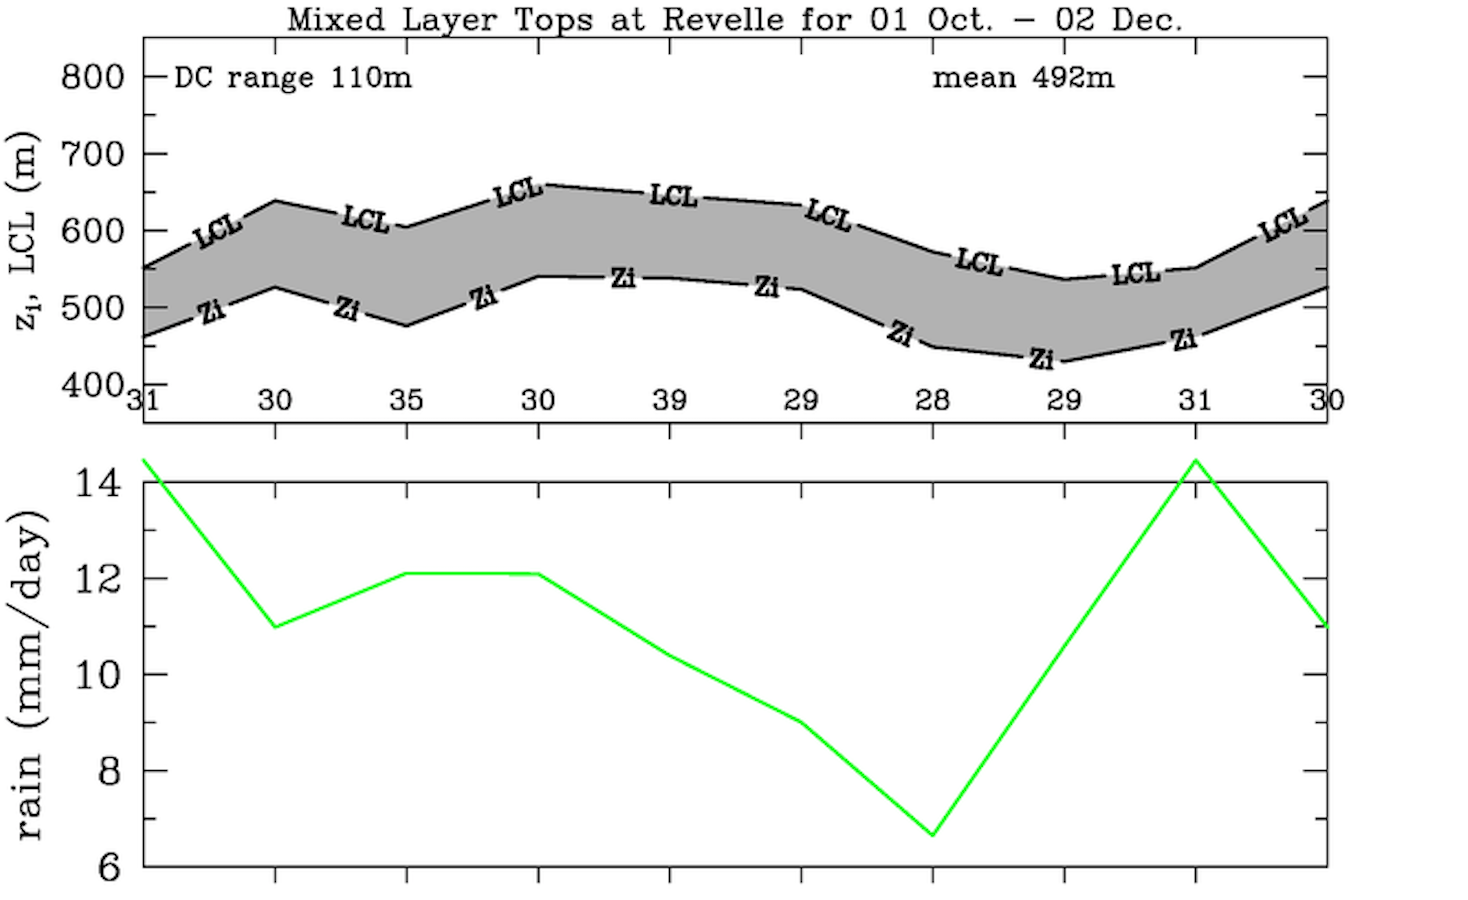 Mixed Layer Tops at Revelle for 01 Oct. – 02 Dec.
800
DC range 110m
mean 492m
700
600
500
400
zᵢ, LCL (m)
LCL LCL LCL LCL LCL LCL LCL LCL
Zi Zi Zi Zi Zi Zi Zi Zi
31 30 35 30 39 29 28 29 31 30
14
12
10
8
6
rain (mm/day)